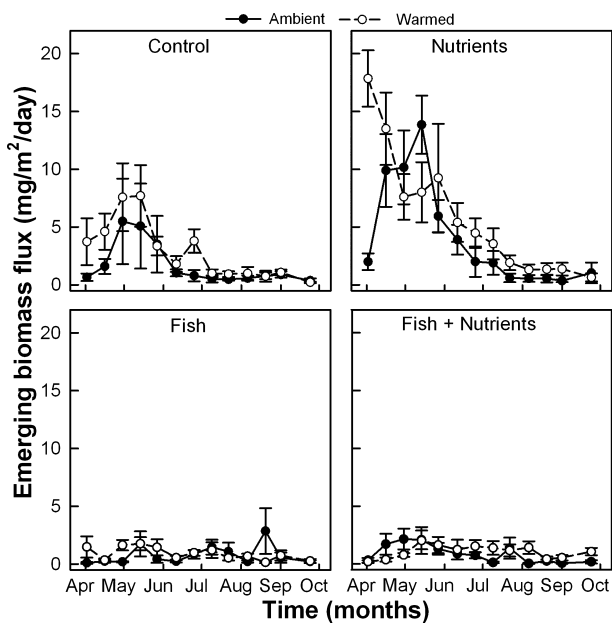 Ambient Warmed
Control Nutrients
20
15
10
5
0
Fish Fish + Nutrients
20
15
10
5
0
Apr May Jun Jul Aug Sep Oct Apr May Jun Jul Aug Sep Oct
Time (months)
Emerging biomass flux (mg/m²/day)